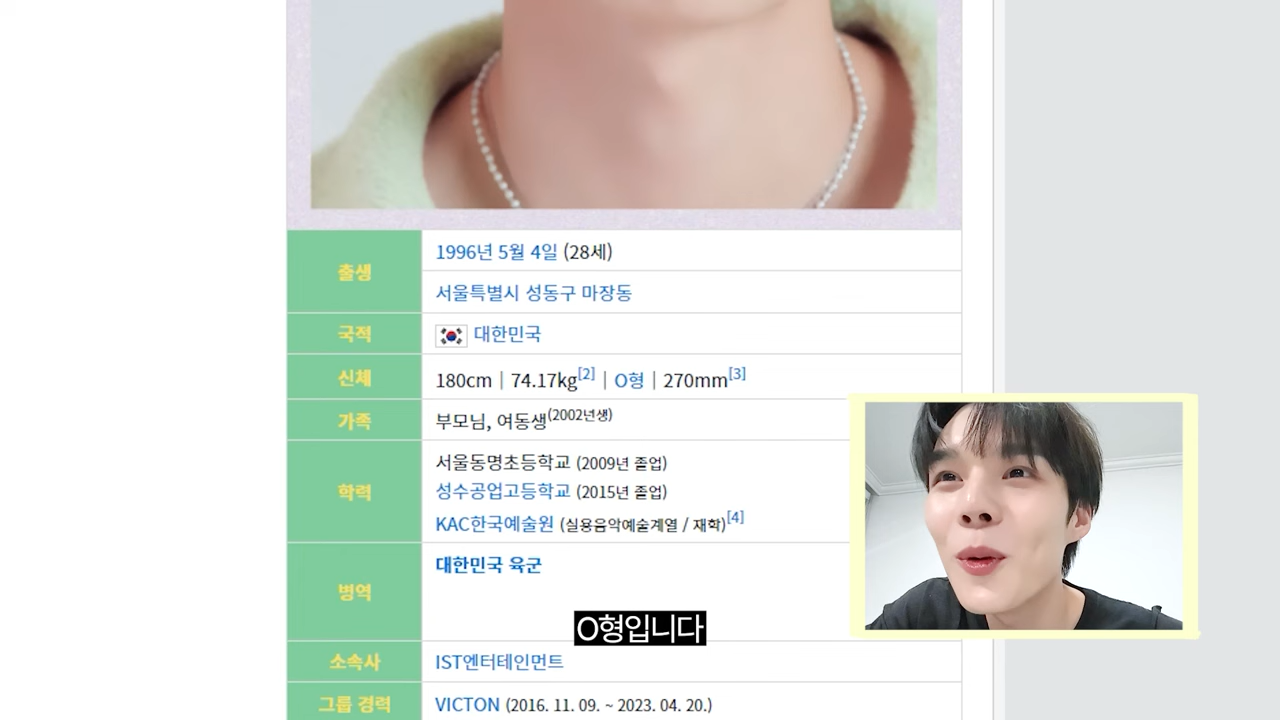 출생
1996년 5월 4일 (28세)
서울특별시 성동구 마장동
국적
대한민국
신체
180cm | 74.17kg[2] | O형 | 270mm[3]
가족
부모님, 여동생(2002년생)
학력
서울동명초등학교 (2009년 졸업)
성수공업고등학교 (2015년 졸업)
KAC한국예술원 (실용음악예술계열 / 재학)[4]
병역
대한민국 육군
O형입니다
소속사
IST엔터테인먼트
그룹 경력
VICTON (2016. 11. 09. ~ 2023. 04. 20.)